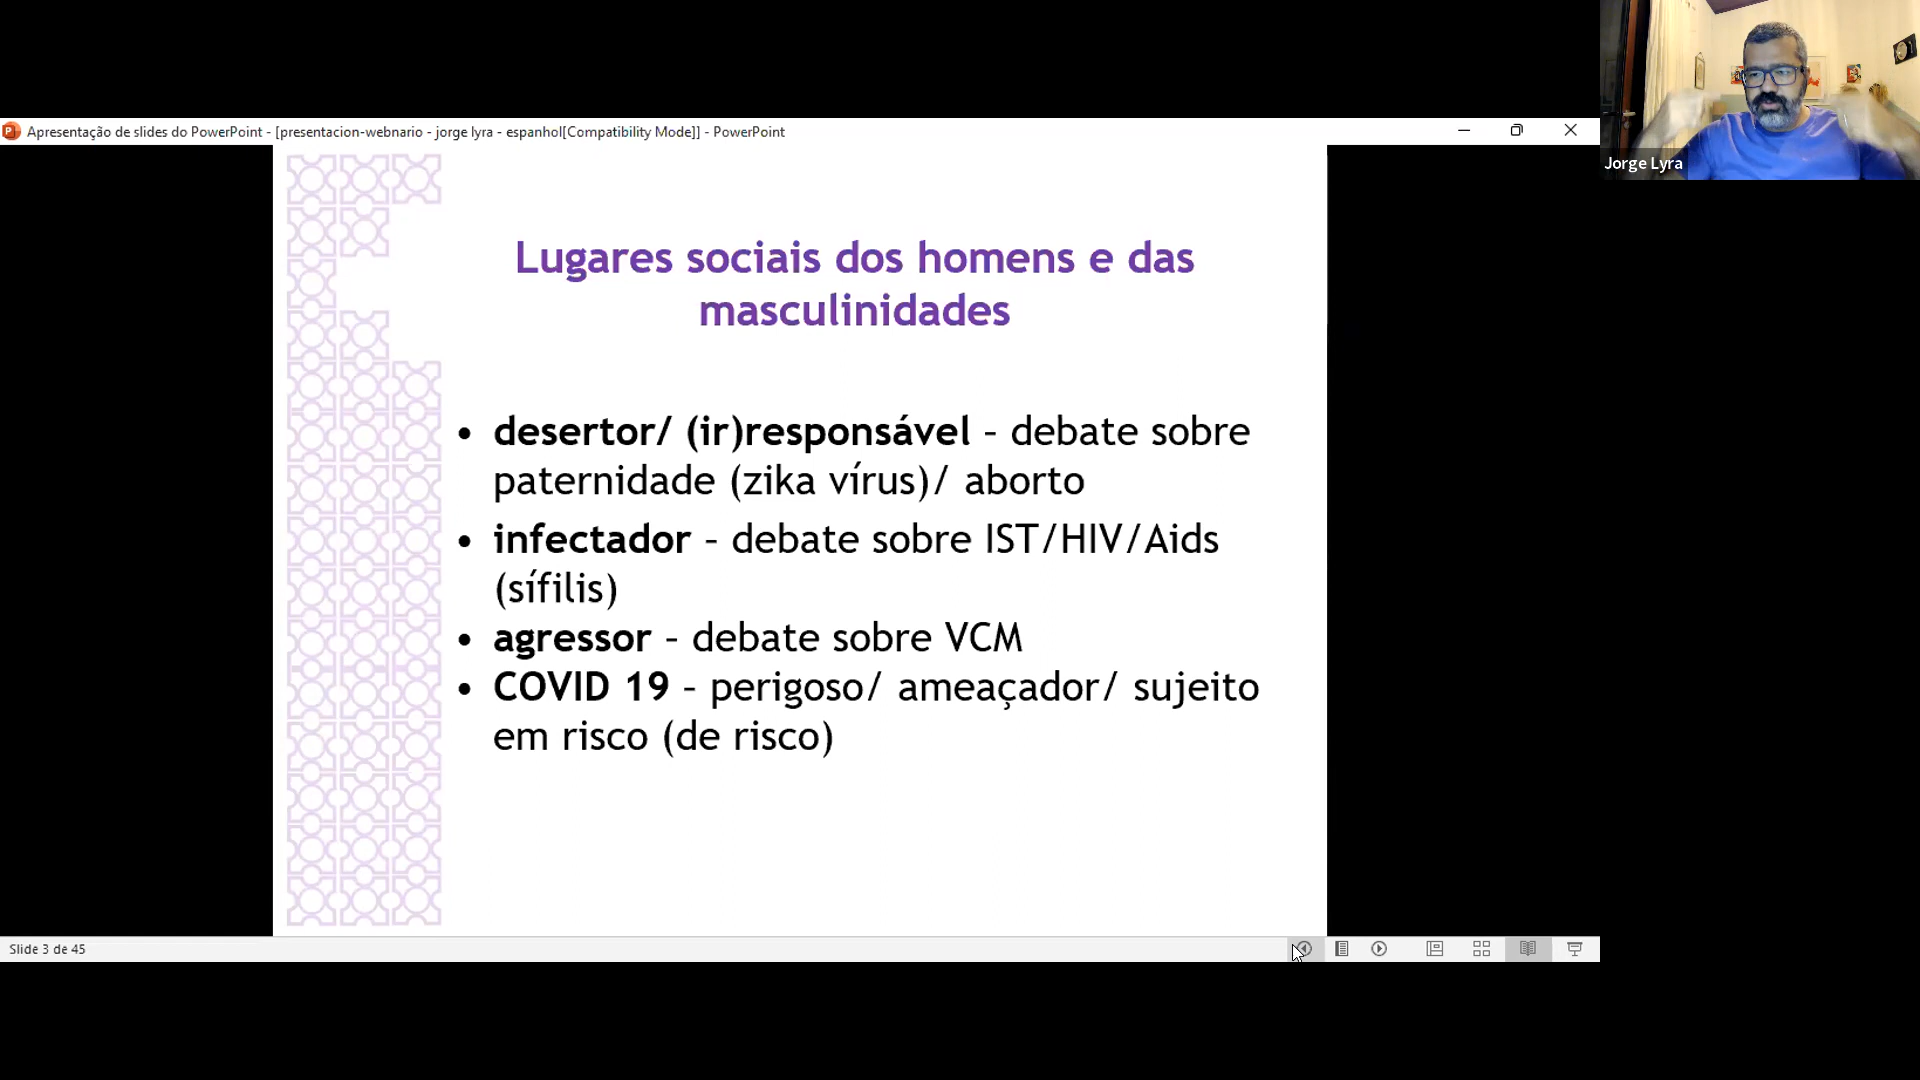 Apresentação de slides do PowerPoint - [presentacion-webnario - jorge lyra - espanhol[Compatibility Mode]] - PowerPoint
Jorge Lyra
Lugares sociais dos homens e das
masculinidades
• desertor/ (ir)responsável – debate sobre
paternidade (zika vírus)/ aborto
• infectador – debate sobre IST/HIV/Aids
(sífilis)
• agressor – debate sobre VCM
• COVID 19 – perigoso/ ameaçador/ sujeito
em risco (de risco)
Slide 3 de 45